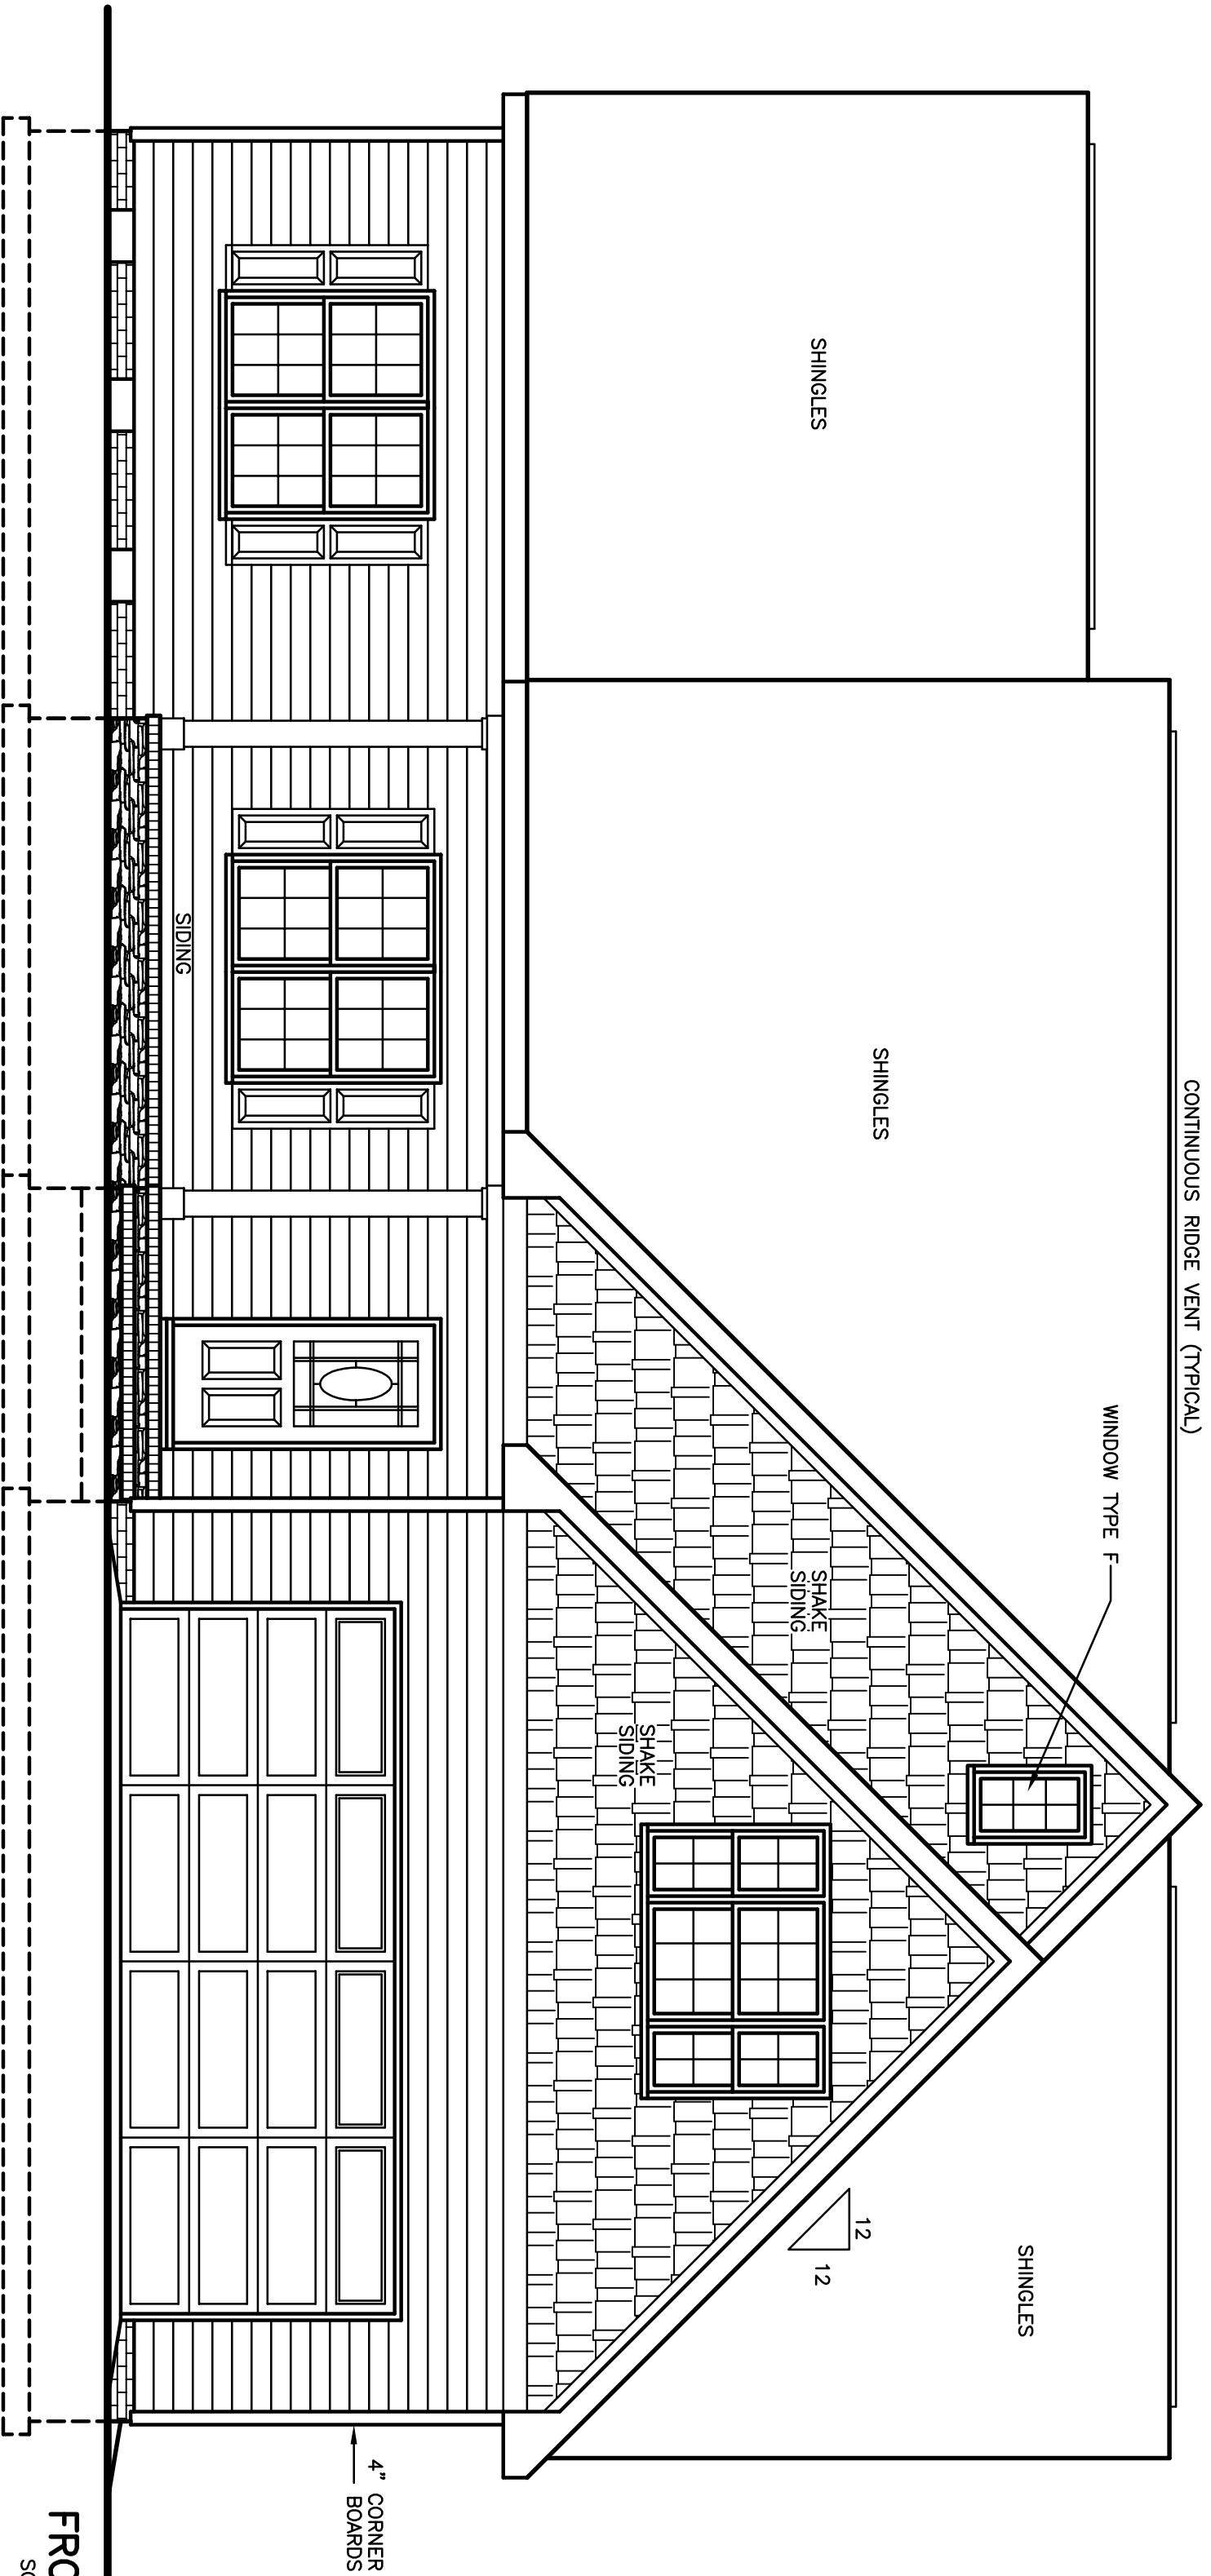 CONTINUOUS RIDGE VENT (TYPICAL)
WINDOW TYPE F
SHINGLES
SHINGLES
SHINGLES
SHAKE
SIDING
12
12
SHAKE
SIDING
4" CORNER
BOARDS
SIDING